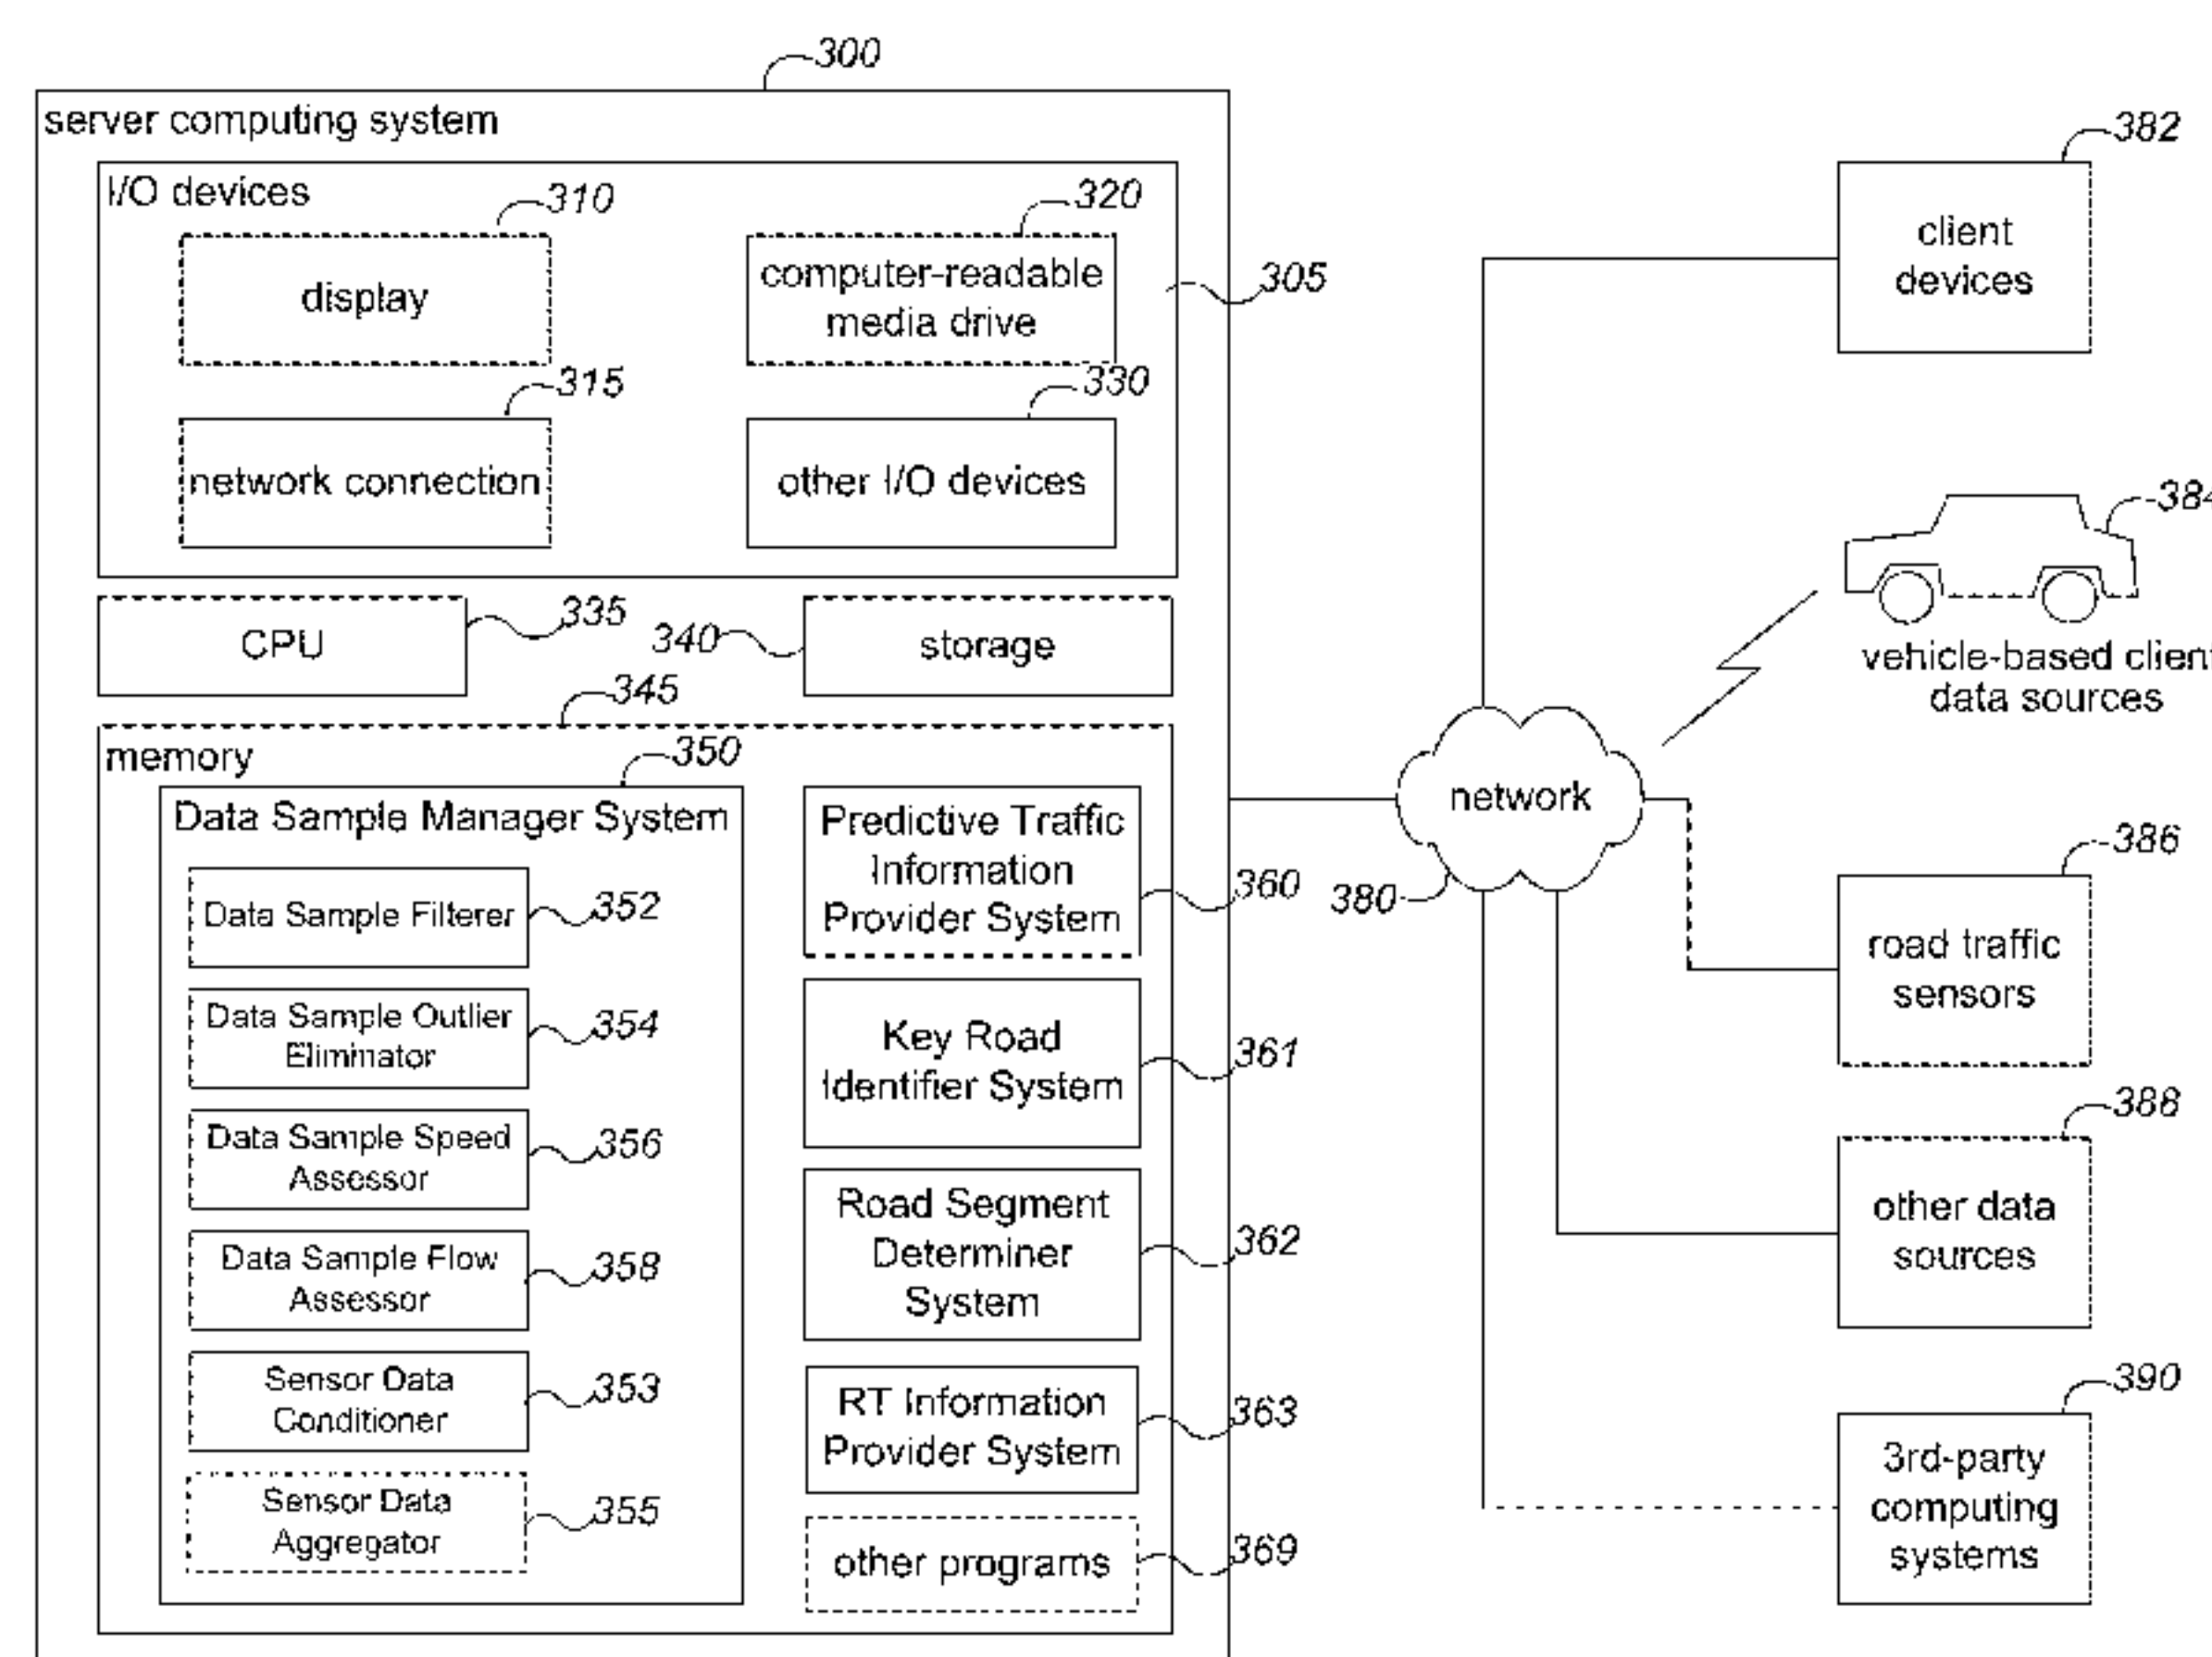 300
server computing system
I/O devices
310
display
320
computer-readable
media drive
305
315
network connection
330
other I/O devices
CPU
335
340
storage
345
memory
350
Data Sample Manager System
Data Sample Filterer
352
Data Sample Outlier
Eliminator
354
Data Sample Speed
Assessor
356
Data Sample Flow
Assessor
358
Sensor Data
Conditioner
353
Sensor Data
Aggregator
355
Predictive Traffic
Information
Provider System
360
Key Road
Identifier System
361
Road Segment
Determiner
System
362
RT Information
Provider System
363
other programs
369
network
380
382
client
devices
384
vehicle-based client
data sources
386
road traffic
sensors
388
other data
sources
390
3rd-party
computing
systems